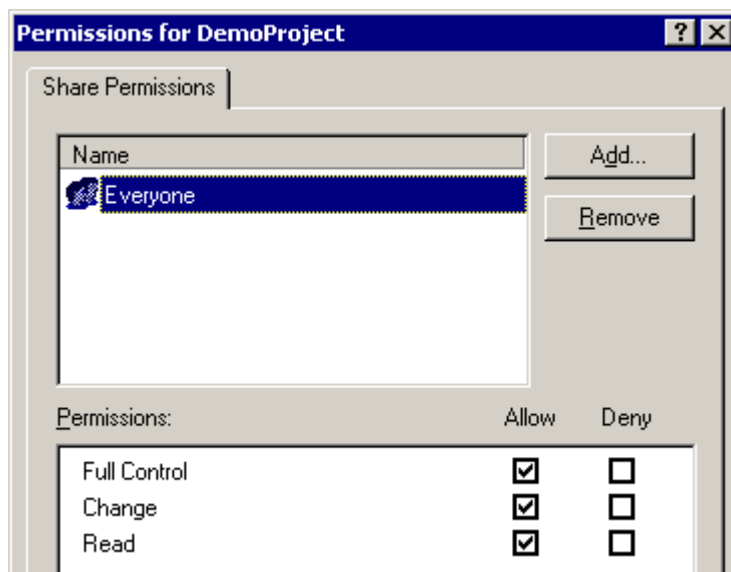 Permissions for DemoProject
Share Permissions
Name
Add...
Everyone
Remove
Permissions: Allow Deny
Full Control
Change
Read